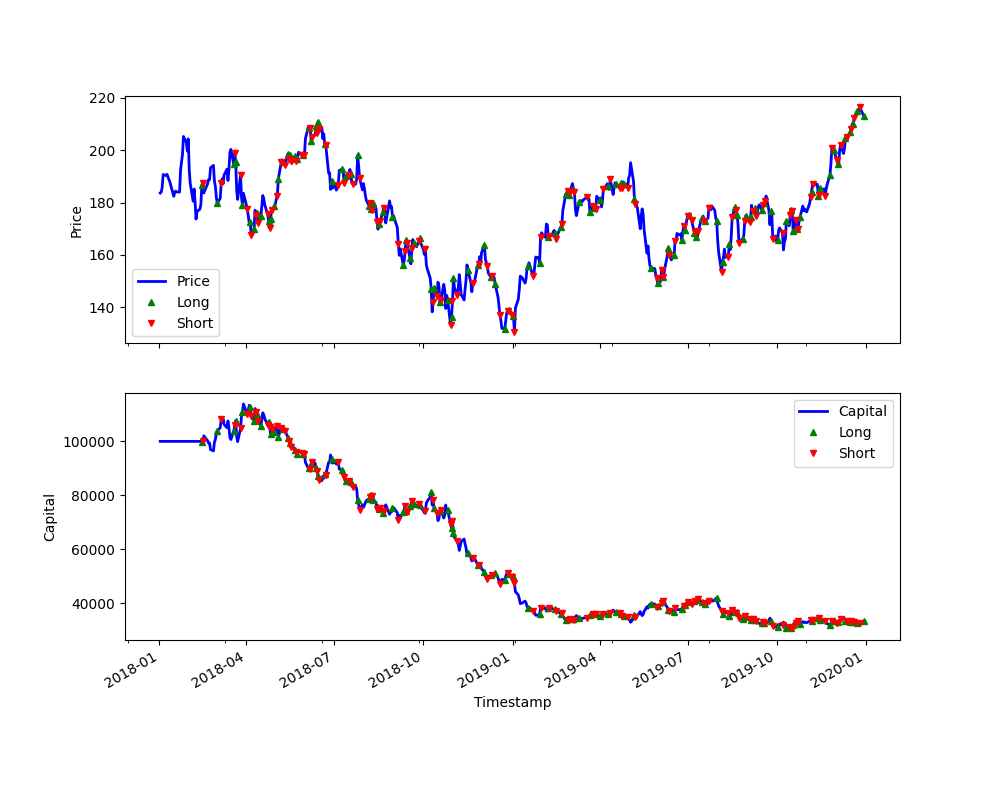 220
200
180
160
140
Price
Price
Long
Short
100000
80000
60000
40000
Capital
Capital
Long
Short
2018-01
2018-04
2018-07
2018-10
2019-01
2019-04
2019-07
2019-10
2020-01
Timestamp